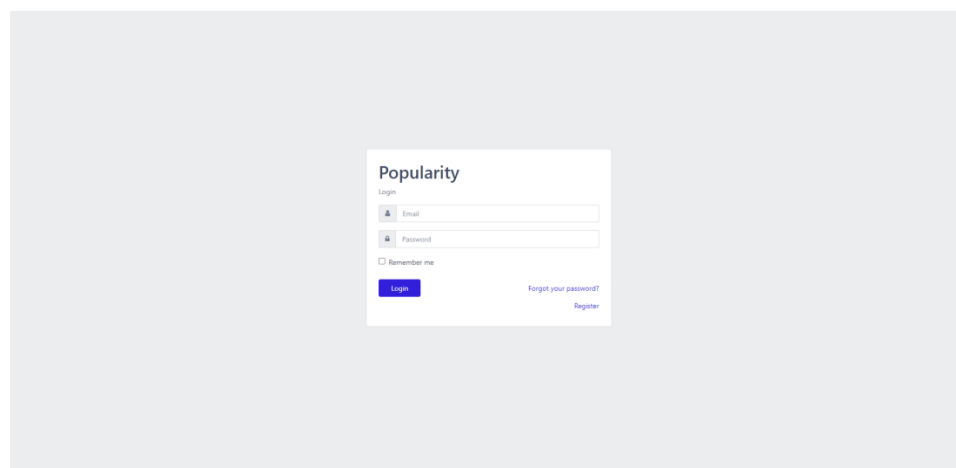 Popularity
Login
Email
Password
Remember me
Login
Forgot your password?
Register